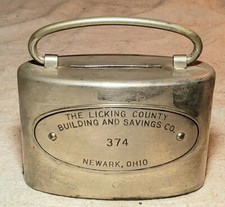 THE LICKING COUNTY
BUILDING AND SAVINGS CO.
374
NEWARK, OHIO